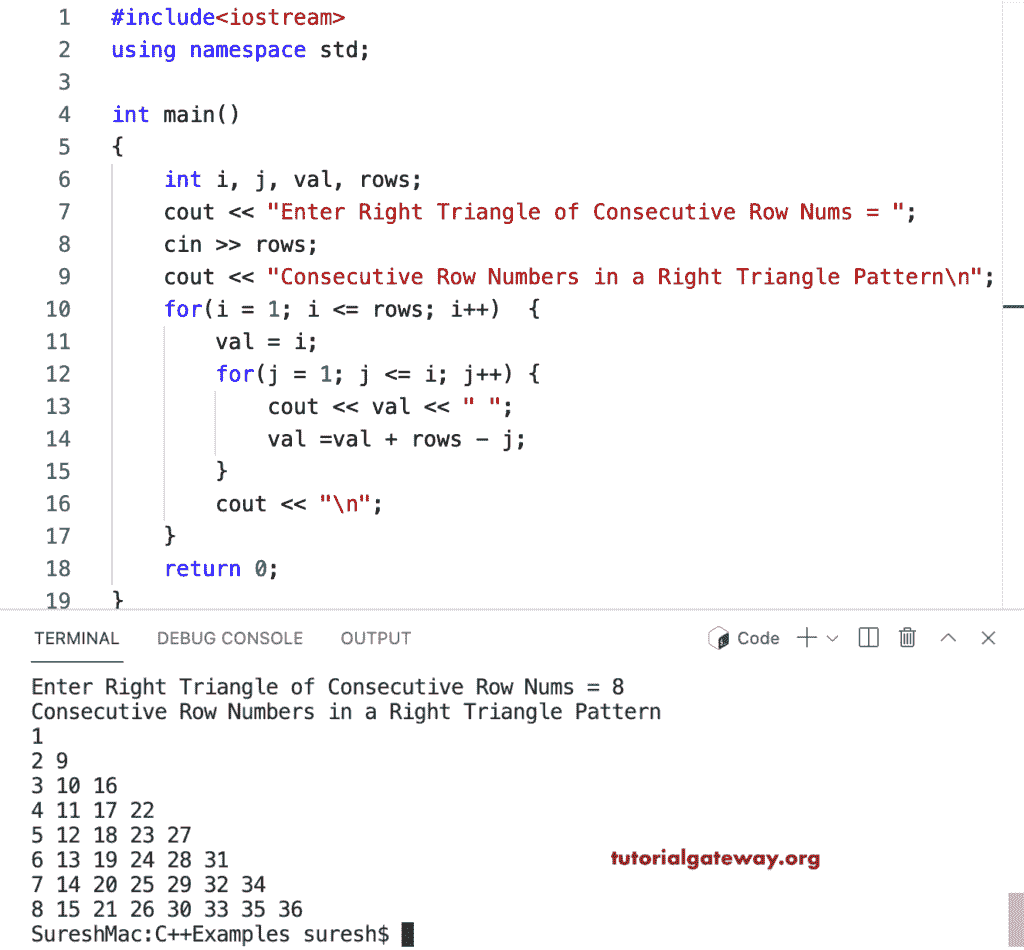 1 #include<iostream>
2 using namespace std;
3
4 int main()
5 {
6 int i, j, val, rows;
7 cout << "Enter Right Triangle of Consecutive Row Nums = ";
8 cin >> rows;
9 cout << "Consecutive Row Numbers in a Right Triangle Pattern\n";
10 for(i = 1; i <= rows; i++)  {
11 val = i;
12 for(j = 1; j <= i; j++) {
13 cout << val << " ";
14 val =val + rows - j;
15 }
16 cout << "\n";
17 }
18 return 0;
19 }
TERMINAL DEBUG CONSOLE OUTPUT Code
Enter Right Triangle of Consecutive Row Nums = 8
Consecutive Row Numbers in a Right Triangle Pattern
1
2 9
3 10 16
4 11 17 22
5 12 18 23 27
6 13 19 24 28 31
tutorialgateway.org
7 14 20 25 29 32 34
8 15 21 26 30 33 35 36
SureshMac:C++Examples suresh$